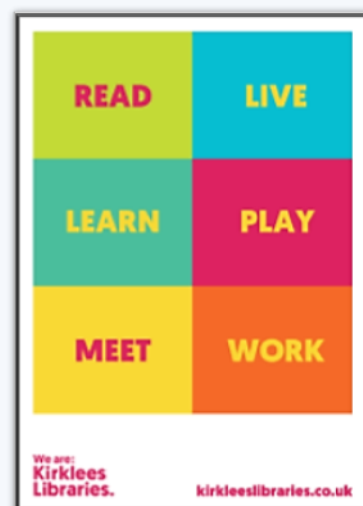 READ LIVE
LEARN PLAY
MEET WORK
We are:
Kirklees
Libraries.
kirkleeslibraries.co.uk